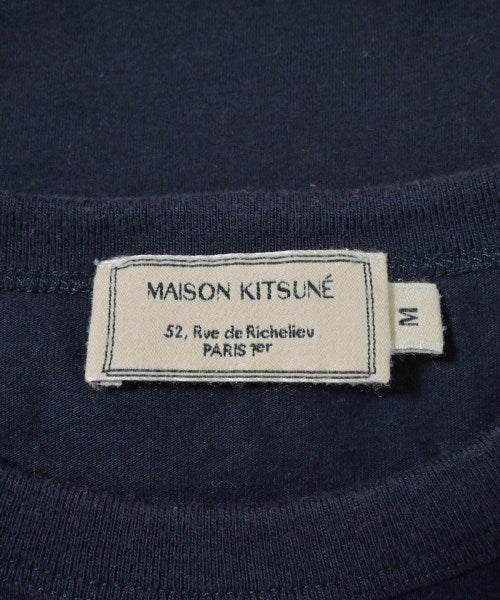 MAISON KITSUNÉ
52, Rue de Richelieu
PARIS 1er
M